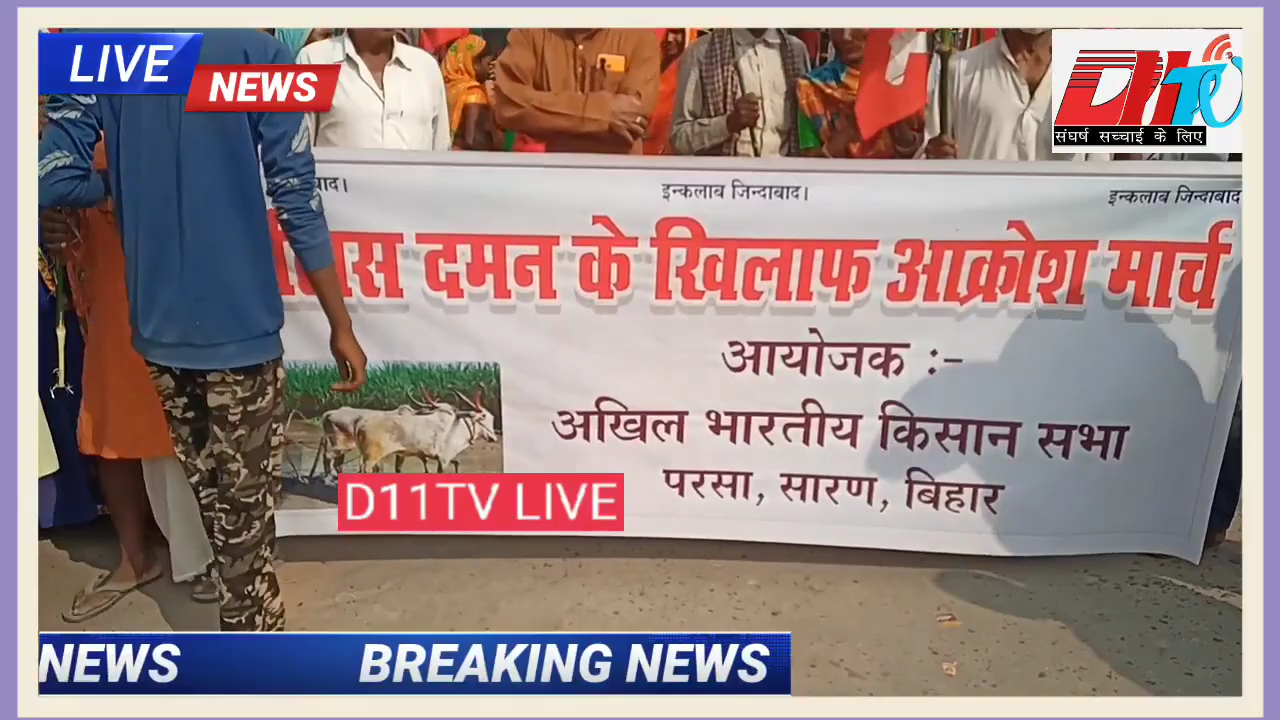 LIVE
NEWS
संघर्ष सच्चाई के लिए
इन्कलाब जिन्दाबाद।
इन्कलाब जिन्दाबाद
दमन के खिलाफ आक्रोश मार्च
आयोजक :-
अखिल भारतीय किसान सभा
परसा, सारण, बिहार
D11TV LIVE
NEWS
BREAKING NEWS